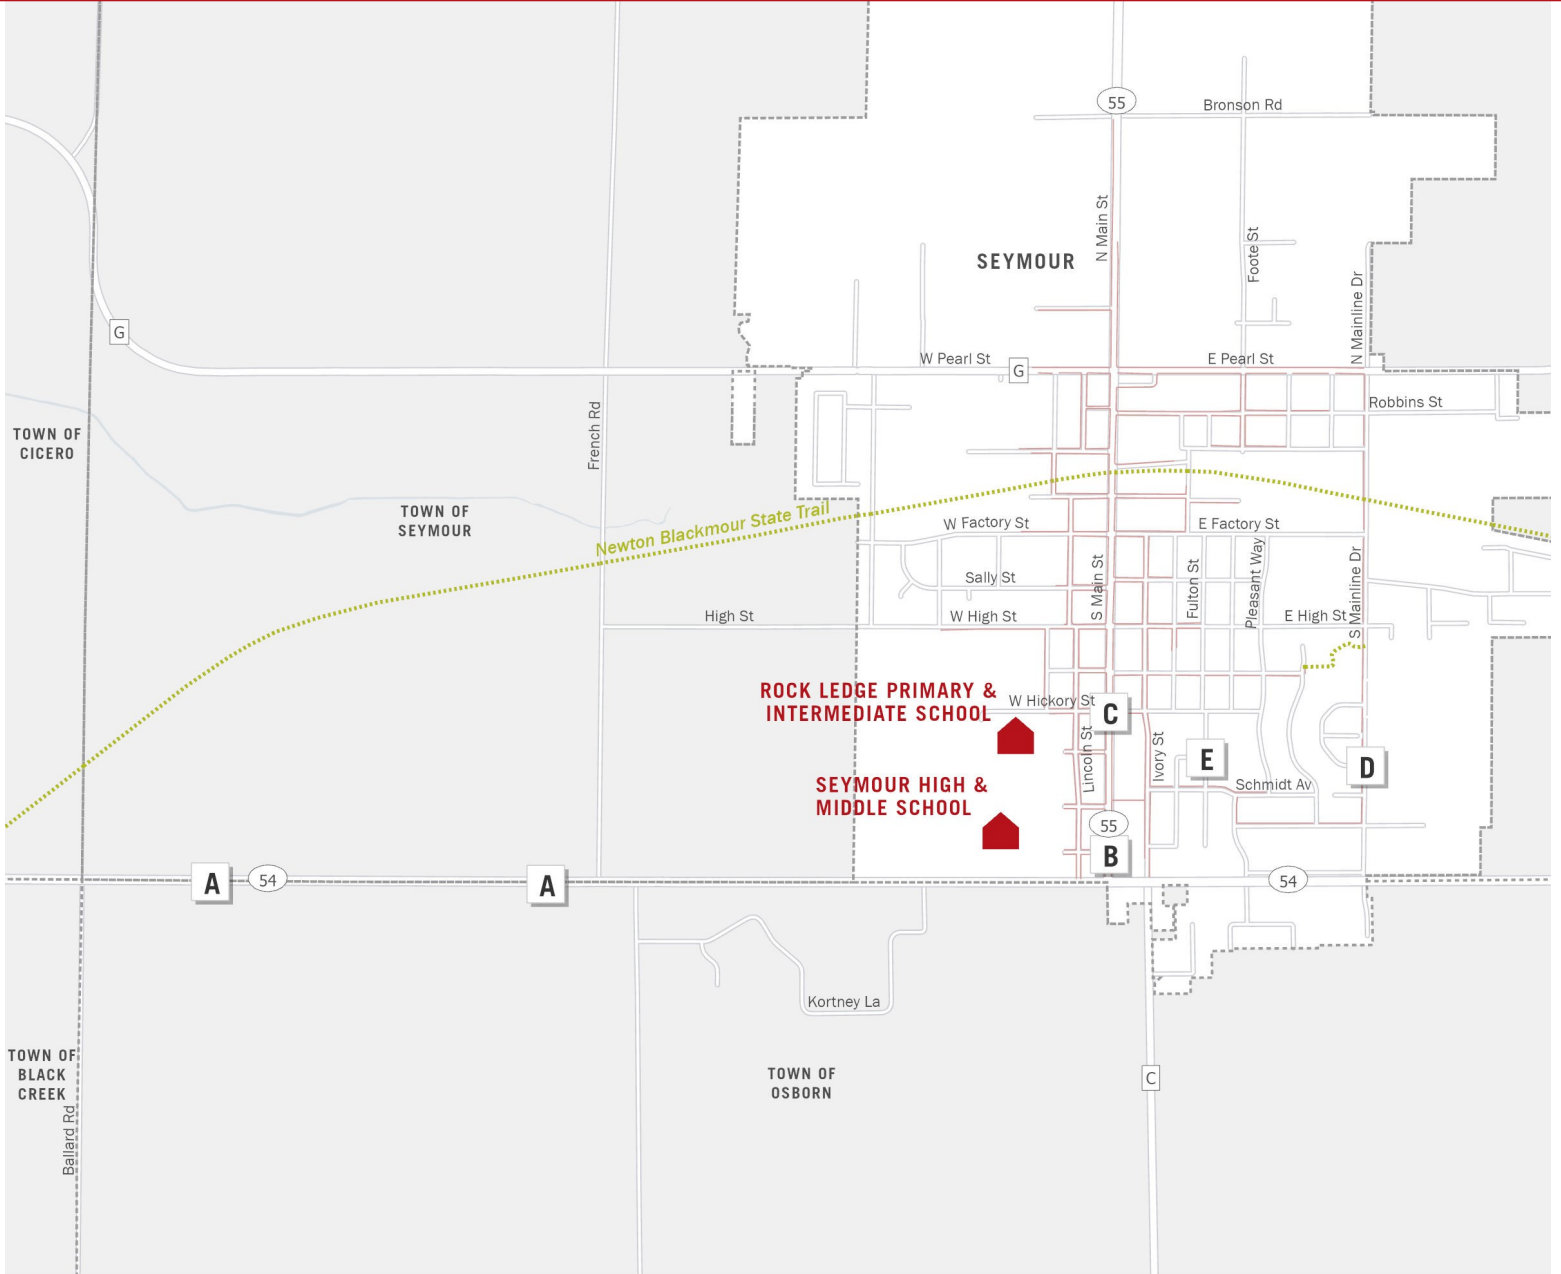 55
Bronson Rd
N Main St
Foote St
SEYMOUR
N Mainline Dr
G
W Pearl St
G
E Pearl St
Robbins St
French Rd
TOWN OF
CICERO
TOWN OF
SEYMOUR
Newton Blackmour State Trail
W Factory St
E Factory St
Sally St
S Main St
Fulton St
Pleasant Way
S Mainline Dr
High St
W High St
E High St
ROCK LEDGE PRIMARY &
INTERMEDIATE SCHOOL
W Hickory St
C
Lincoln St
Ivory St
E
D
SEYMOUR HIGH &
MIDDLE SCHOOL
Schmidt Av
55
B
A
54
A
54
Kortney La
TOWN OF
BLACK
CREEK
TOWN OF
OSBORN
C
Ballard Rd